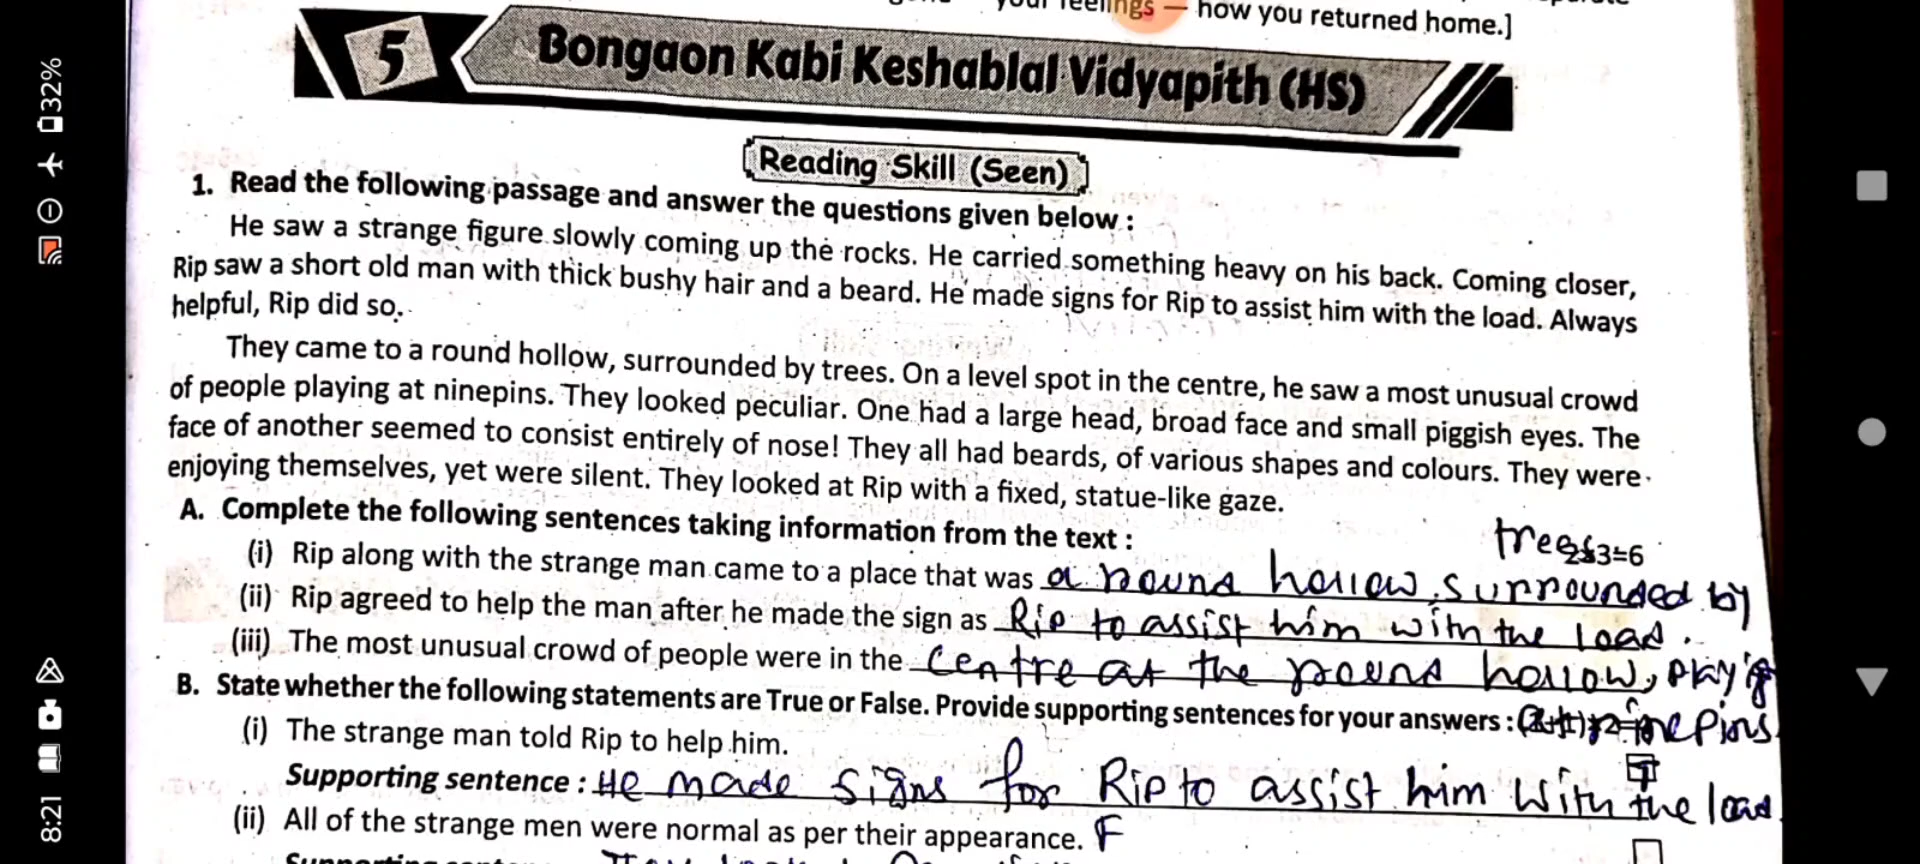 your feelings — how you returned home.]
5 Bongaon Kabi Keshablal Vidyapith (HS)
Reading Skill (Seen)
1. Read the following passage and answer the questions given below :
He saw a strange figure slowly coming up the rocks. He carried something heavy on his back. Coming closer,
Rip saw a short old man with thick bushy hair and a beard. He made signs for Rip to assist him with the load. Always
helpful, Rip did so.
They came to a round hollow, surrounded by trees. On a level spot in the centre, he saw a most unusual crowd
of people playing at ninepins. They looked peculiar. One had a large head, broad face and small piggish eyes. The
face of another seemed to consist entirely of nose! They all had beards, of various shapes and colours. They were
enjoying themselves, yet were silent. They looked at Rip with a fixed, statue-like gaze.
A. Complete the following sentences taking information from the text : trees 2×3=6
(i) Rip along with the strange man came to a place that was a round hollow, surrounded by
(ii) Rip agreed to help the man after he made the sign as Rip to assist him with the load.
(iii) The most unusual crowd of people were in the centre at the round hollow, playig
B. State whether the following statements are True or False. Provide supporting sentences for your answers : ninepins
(i) The strange man told Rip to help him. T
Supporting sentence : He made signs for Rip to assist him with the load
(ii) All of the strange men were normal as per their appearance. F
8:21
32%